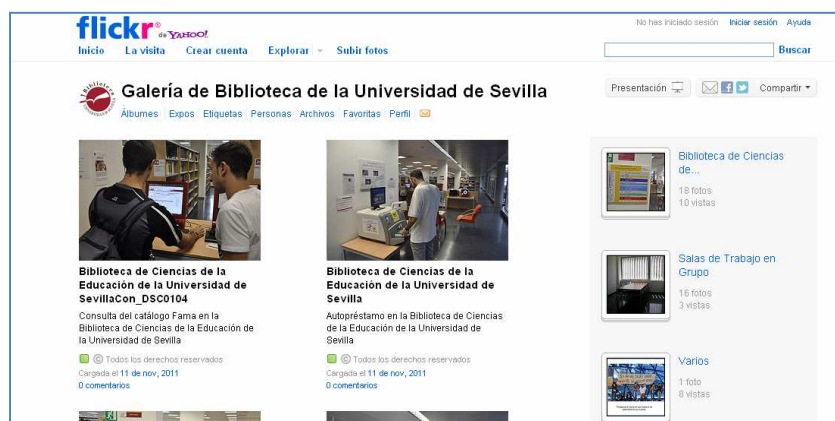 flickr® de YAHOO!
No has iniciado sesión Iniciar sesión Ayuda
Inicio La visita Crear cuenta Explorar Subir fotos
Buscar
Galería de Biblioteca de la Universidad de Sevilla
Álbumes Expos Etiquetas Personas Archivos Favoritas Perfil
Presentación Compartir
Biblioteca de Ciencias de la
Educación de la Universidad de
SevillaCon_DSC0104
Consulta del catálogo Fama en la
Biblioteca de Ciencias de la Educación de
la Universidad de Sevilla
© Todos los derechos reservados
Cargada el 11 de nov, 2011
0 comentarios
Biblioteca de Ciencias de la
Educación de la Universidad de
Sevilla
Autopréstamo en la Biblioteca de Ciencias
de la Educación de la Universidad de
Sevilla
© Todos los derechos reservados
Cargada el 11 de nov, 2011
0 comentarios
Biblioteca de Ciencias
de...
18 fotos
10 vistas
Salas de Trabajo en
Grupo
16 fotos
3 vistas
Varios
1 foto
8 vistas